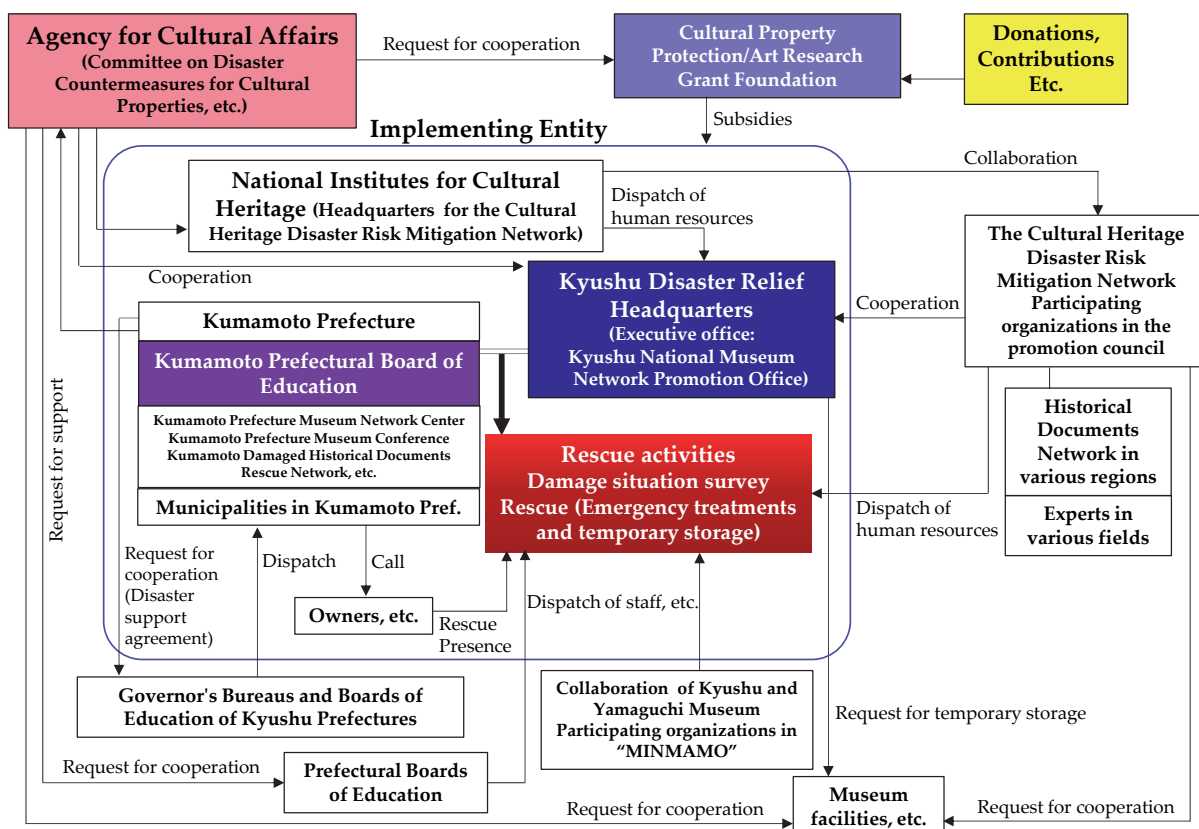 Agency for Cultural Affairs
(Committee on Disaster
Countermeasures for Cultural
Properties, etc.)
Request for cooperation
Cultural Property
Protection/Art Research
Grant Foundation
Donations,
Contributions
Etc.
Subsidies
Implementing Entity
National Institutes for Cultural
Heritage (Headquarters for the Cultural
Heritage Disaster Risk Mitigation Network)
Dispatch of
human resources
Collaboration
The Cultural Heritage
Disaster Risk
Mitigation Network
Participating
organizations in the
promotion council
Cooperation
Kyushu Disaster Relief
Headquarters
(Executive office:
Kyushu National Museum
Network Promotion Office)
Cooperation
Kumamoto Prefecture
Kumamoto Prefectural Board of
Education
Kumamoto Prefecture Museum Network Center
Kumamoto Prefecture Museum Conference
Kumamoto Damaged Historical Documents
Rescue Network, etc.
Municipalities in Kumamoto Pref.
Request for support
Rescue activities
Damage situation survey
Rescue (Emergency treatments
and temporary storage)
Historical
Documents
Network in
various regions
Experts in
various fields
Dispatch of
human resources
Request for
cooperation
(Disaster
support
agreement)
Dispatch
Call
Owners, etc.
Rescue
Presence
Dispatch of staff, etc.
Governor's Bureaus and Boards of
Education of Kyushu Prefectures
Collaboration of Kyushu and
Yamaguchi Museum
Participating organizations in
“MINMAMO”
Request for temporary storage
Request for cooperation
Prefectural Boards
of Education
Request for cooperation
Museum
facilities, etc.
Request for cooperation